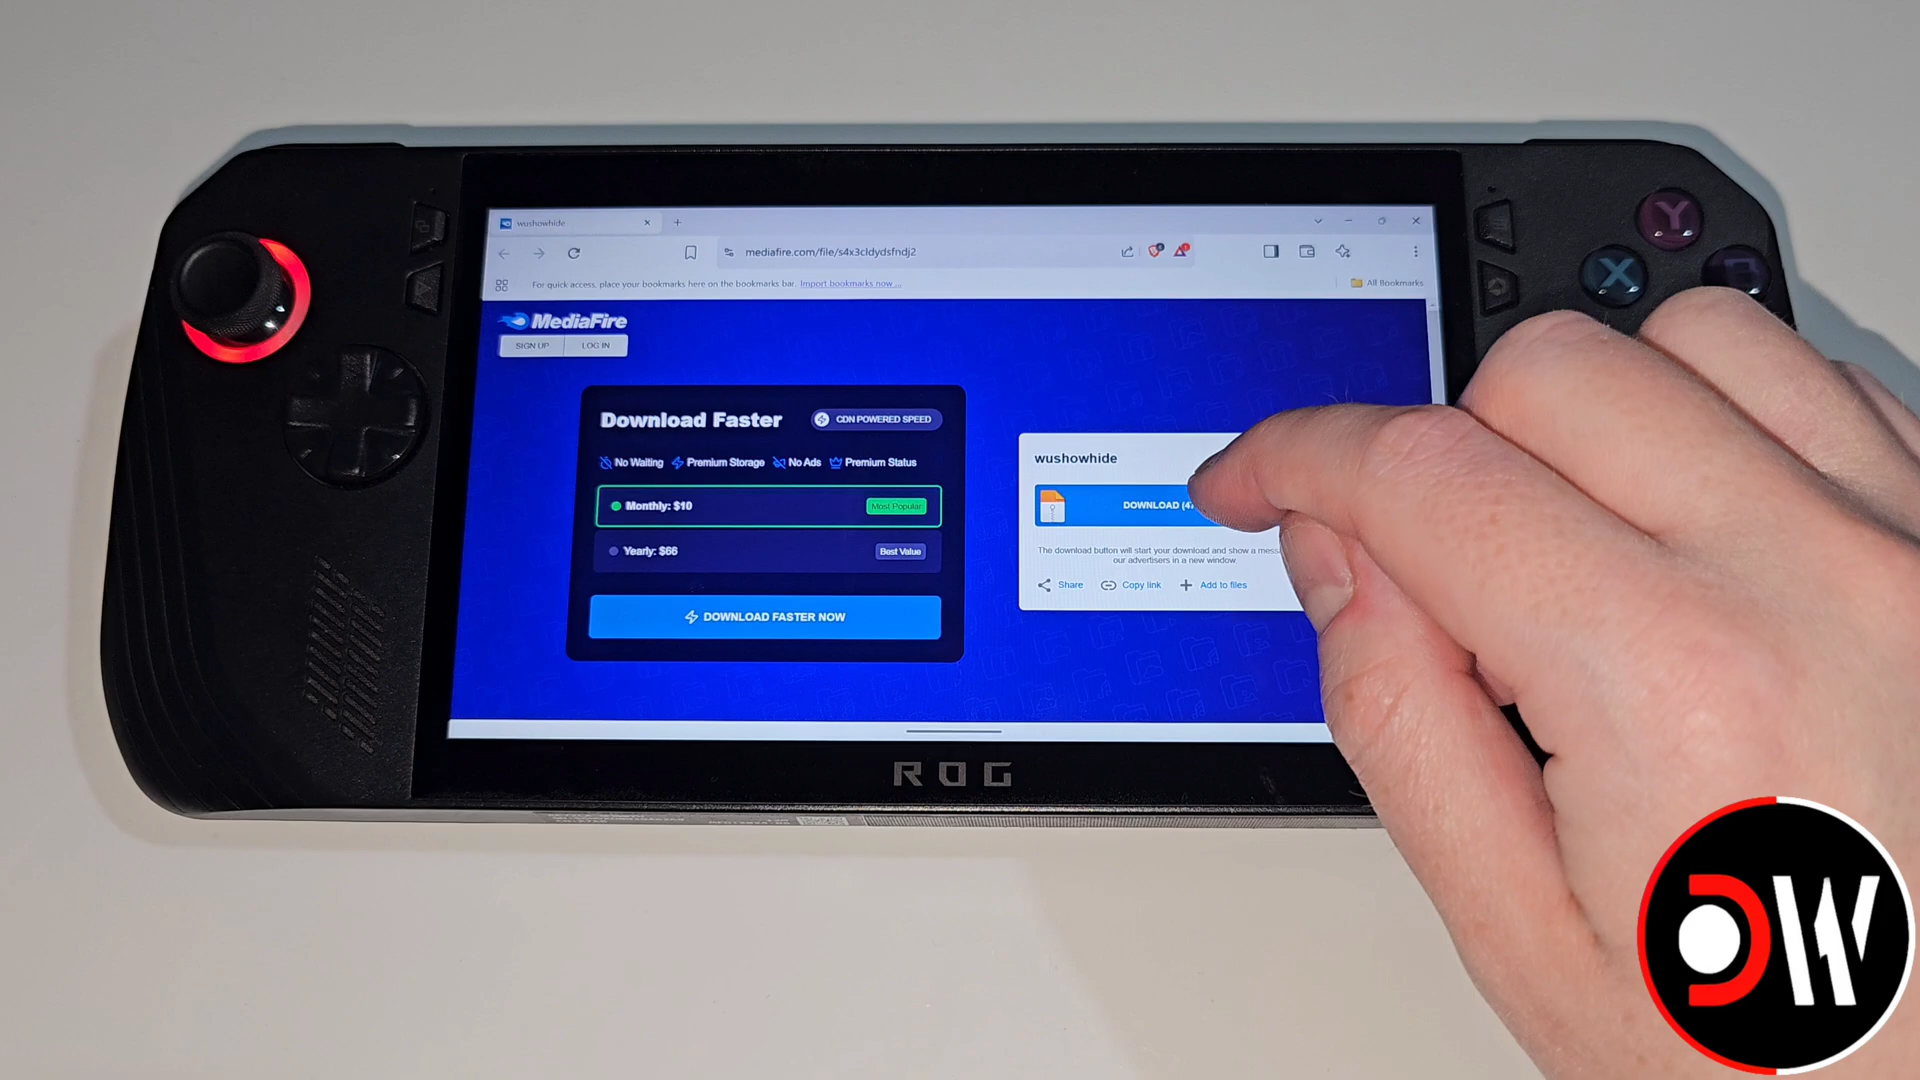 wushowhide
mediafire.com/file/s4x3cldydsfndj2
For quick access, place your bookmarks here on the bookmarks bar. Import bookmarks now...
All Bookmarks
MediaFire
SIGN UP
LOG IN
Download Faster
CDN POWERED SPEED
No Waiting
Premium Storage
No Ads
Premium Status
Monthly: $10
Most Popular
Yearly: $66
Best Value
DOWNLOAD FASTER NOW
wushowhide
DOWNLOAD (4
The download button will start your download and show a
our advertisers in a new window
Share
Copy link
Add to files
Y
X
ROG
DW